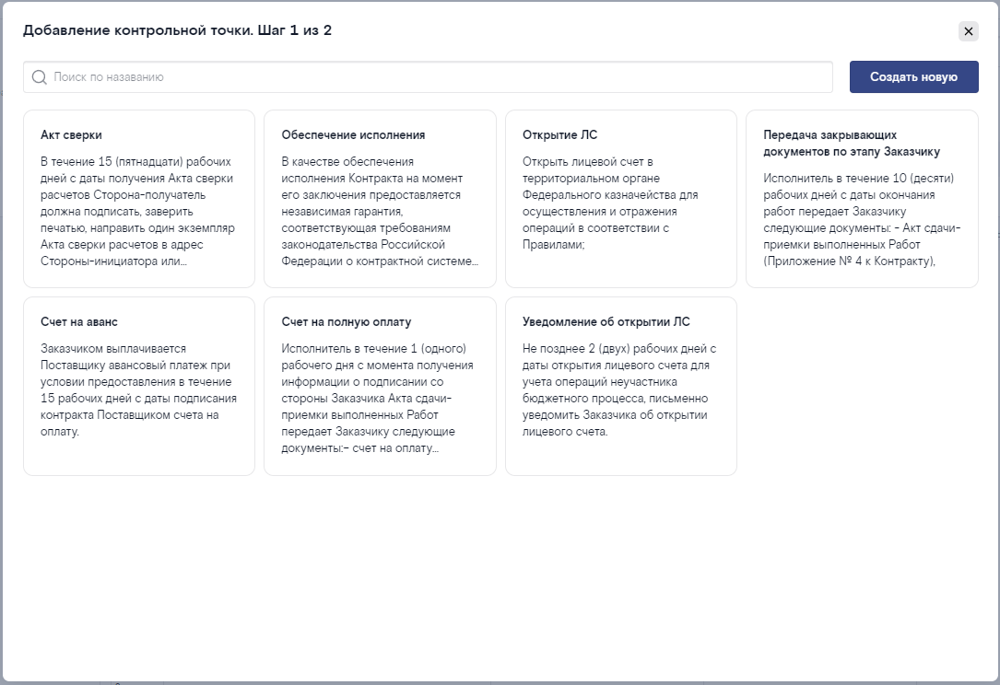 Добавление контрольной точки. Шаг 1 из 2
Поиск по назаванию
Создать новую
Акт сверки
В течение 15 (пятнадцати) рабочих
дней с даты получения Акта сверки
расчетов Сторона-получатель
должна подписать, заверить
печатью, направить один экземпляр
Акта сверки расчетов в адрес
Стороны-инициатора или...
Обеспечение исполнения
В качестве обеспечения
исполнения Контракта на момент
его заключения предоставляется
независимая гарантия,
соответствующая требованиям
законодательства Российской
Федерации о контрактной системе...
Открытие ЛС
Открыть лицевой счет в
территориальном органе
Федерального казначейства для
осуществления и отражения
операций в соответствии с
Правилами;
Передача закрывающих
документов по этапу Заказчику
Исполнитель в течение 10 (десяти)
рабочих дней с даты окончания
работ передает Заказчику
следующие документы: - Акт сдачи-
приемки выполненных Работ
(Приложение № 4 к Контракту),
Счет на аванс
Заказчиком выплачивается
Поставщику авансовый платеж при
условии предоставления в течение
15 рабочих дней с даты подписания
контракта Поставщиком счета на
оплату.
Счет на полную оплату
Исполнитель в течение 1 (одного)
рабочего дня с момента получения
информации о подписании со
стороны Заказчика Акта сдачи-
приемки выполненных Работ
передает Заказчику следующие
документы:- счет на оплату...
Уведомление об открытии ЛС
Не позднее 2 (двух) рабочих дней с
даты открытия лицевого счета для
учета операций неучастника
бюджетного процесса, письменно
уведомить Заказчика об открытии
лицевого счета.